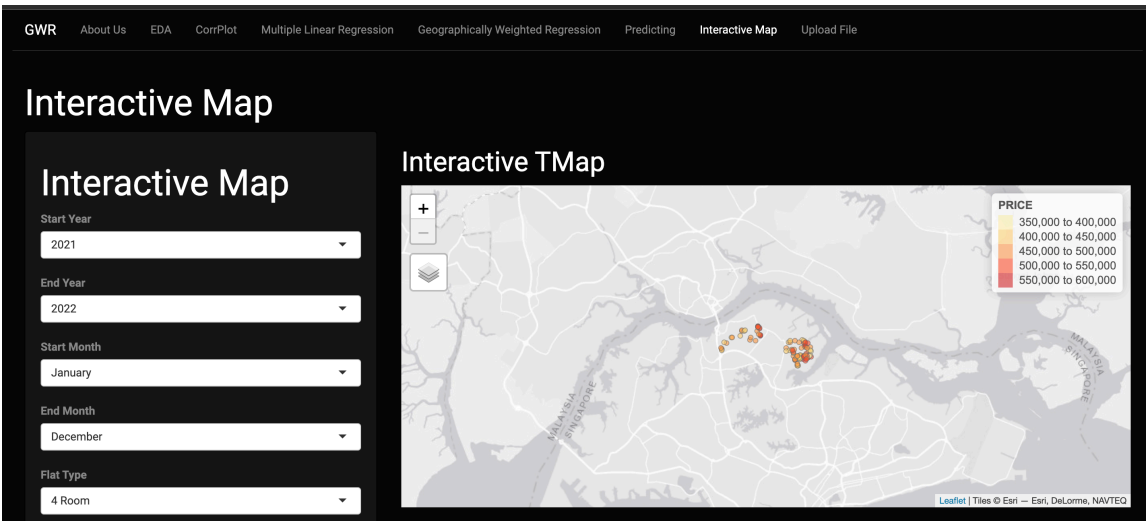 GWR About Us EDA CorrPlot Multiple Linear Regression Geographically Weighted Regression Predicting Interactive Map Upload File
Interactive Map
Interactive Map
Start Year
2021
End Year
2022
Start Month
January
End Month
December
Flat Type
4 Room
Interactive TMap
+
−
PRICE
350,000 to 400,000
400,000 to 450,000
450,000 to 500,000
500,000 to 550,000
550,000 to 600,000
MALAYSIA
SINGAPORE
MALAYSIA
SINGAPORE
Leaflet | Tiles © Esri — Esri, DeLorme, NAVTEQ